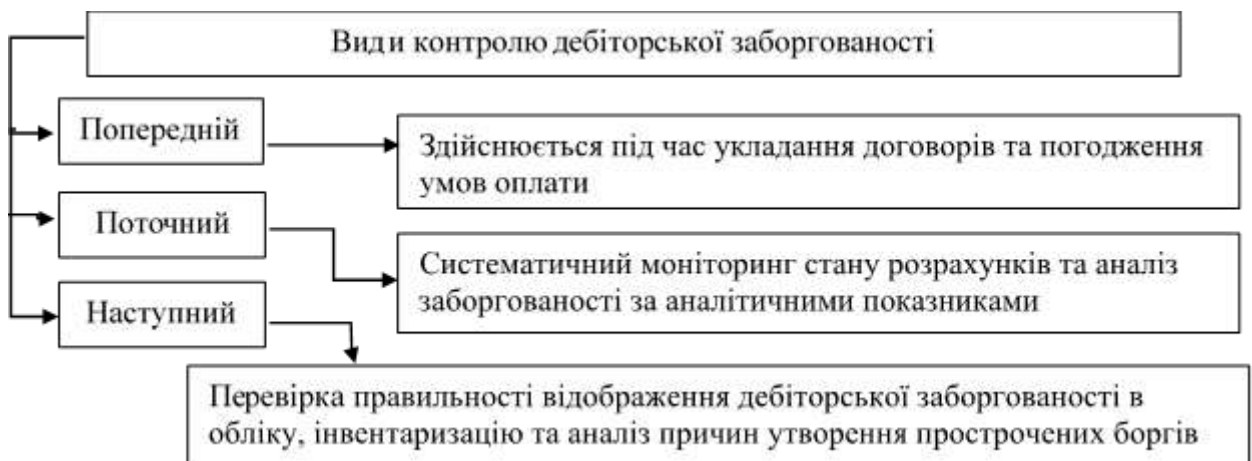 Види контролю дебіторської заборгованості
Попередній
Здійснюється під час укладання договорів та погодження
умов оплати
Поточний
Систематичний моніторинг стану розрахунків та аналіз
заборгованості за аналітичними показниками
Наступний
Перевірка правильності відображення дебіторської заборгованості в
обліку, інвентаризацію та аналіз причин утворення прострочених боргів